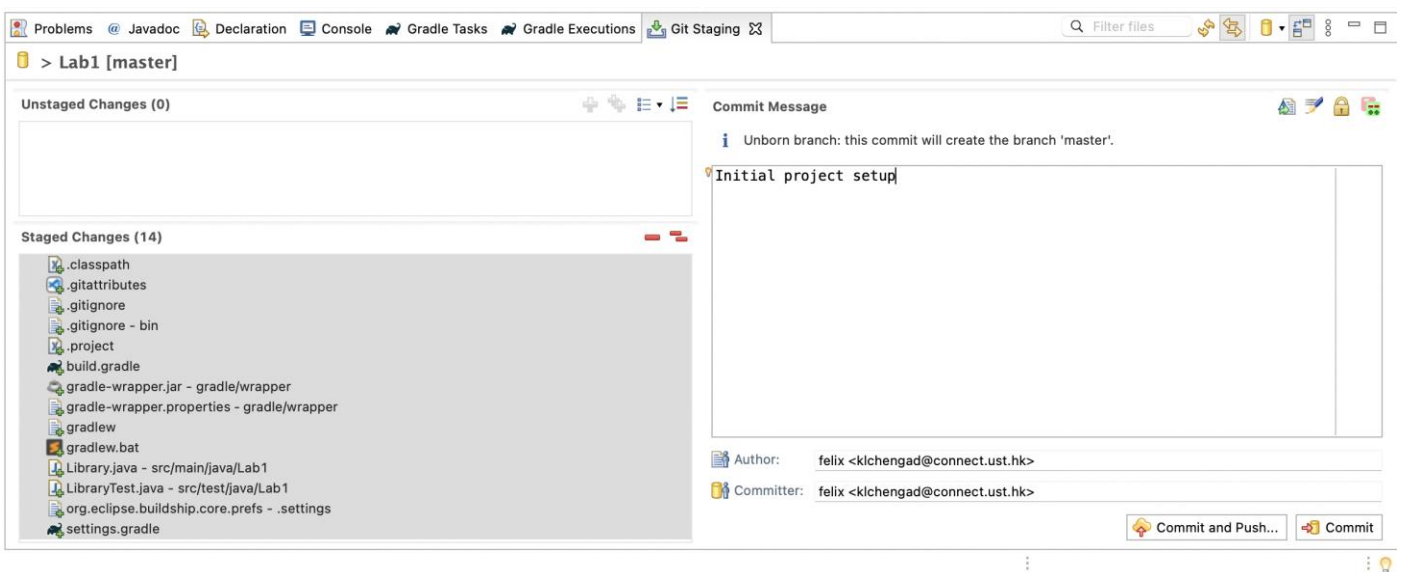 Problems @ Javadoc Declaration Console Gradle Tasks Gradle Executions Git Staging Filter files
> Lab1 [master]
Unstaged Changes (0)
Staged Changes (14)
.classpath
.gitattributes
.gitignore
.gitignore - bin
.project
build.gradle
gradle-wrapper.jar - gradle/wrapper
gradle-wrapper.properties - gradle/wrapper
gradlew
gradlew.bat
Library.java - src/main/java/Lab1
LibraryTest.java - src/test/java/Lab1
org.eclipse.buildship.core.prefs - .settings
settings.gradle
Commit Message
Unborn branch: this commit will create the branch 'master'.
Initial project setup
Author: felix <klchengad@connect.ust.hk>
Committer: felix <klchengad@connect.ust.hk>
Commit and Push... Commit